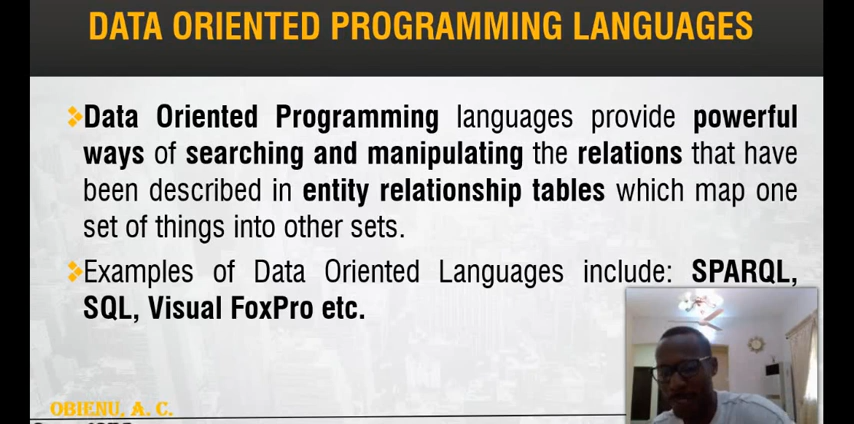 DATA ORIENTED PROGRAMMING LANGUAGES
Data Oriented Programming languages provide powerful
ways of searching and manipulating the relations that have
been described in entity relationship tables which map one
set of things into other sets.
Examples of Data Oriented Languages include: SPARQL,
SQL, Visual FoxPro etc.
OBIENU, A. C.